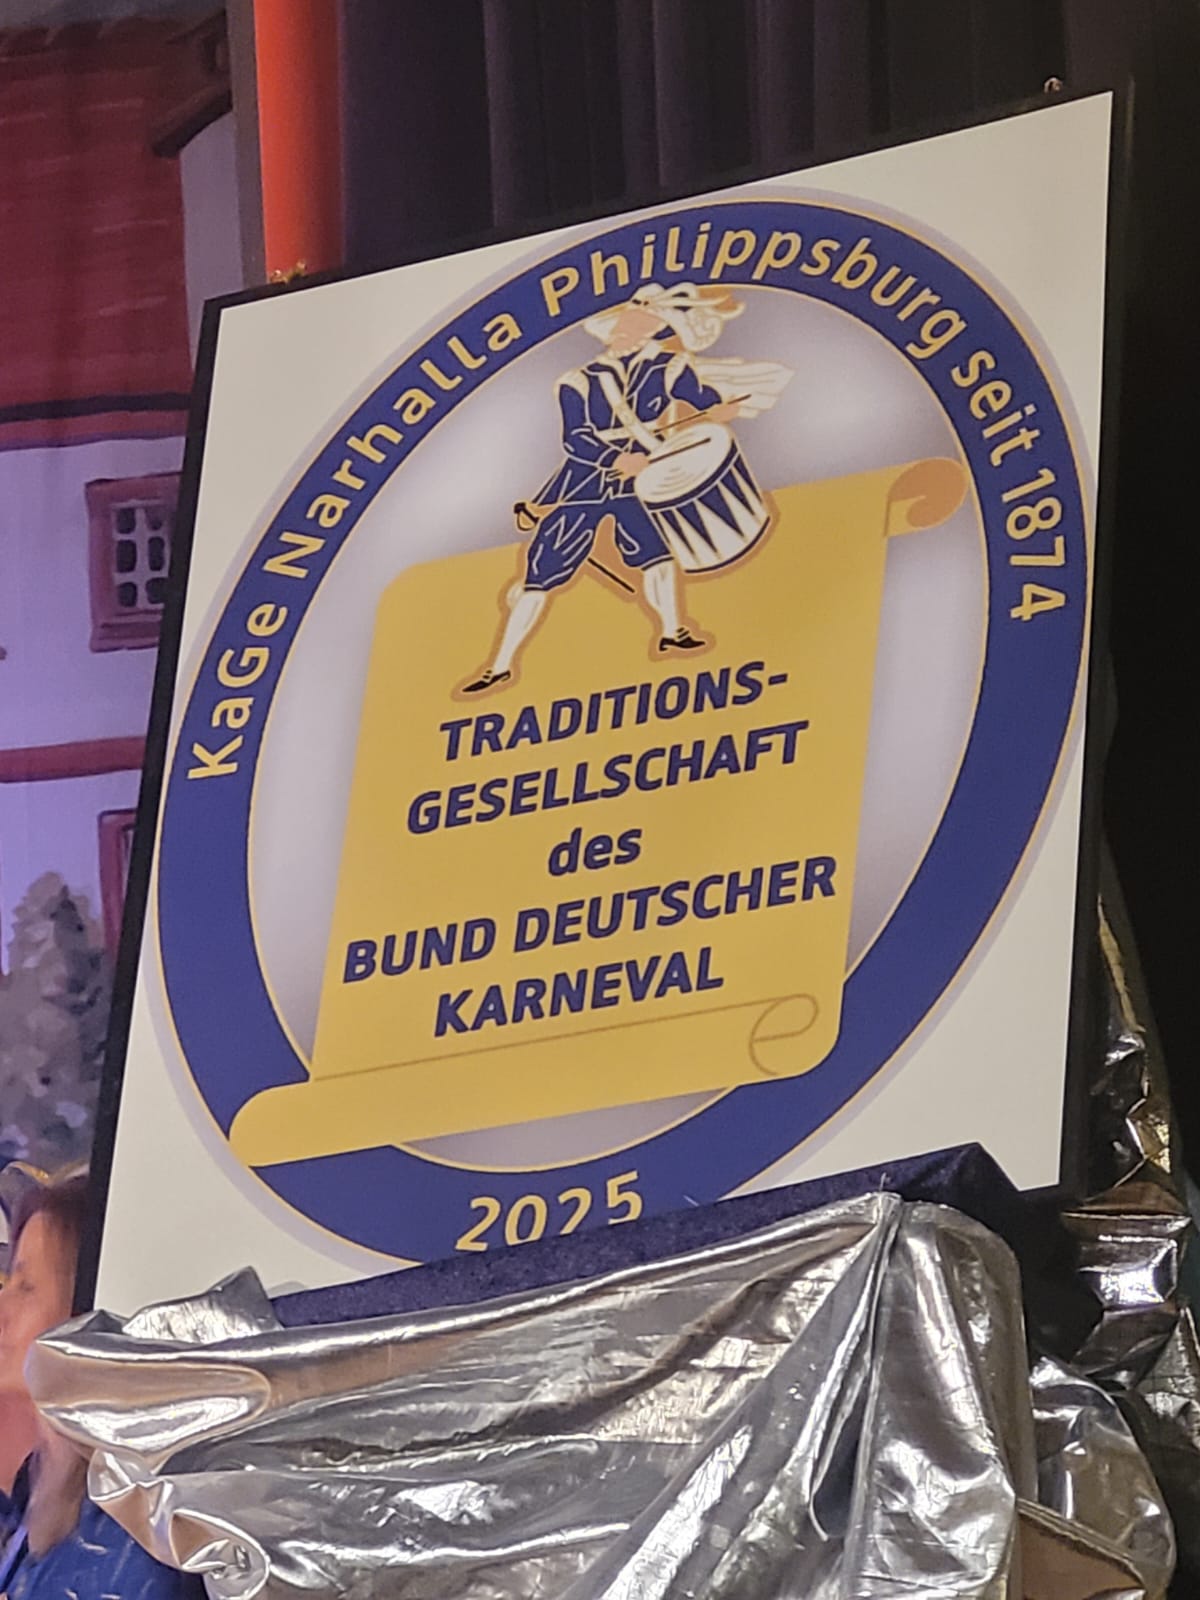 KaGe Narhalla Philippsburg seit 1874
TRADITIONS-
GESELLSCHAFT
des
BUND DEUTSCHER
KARNEVAL
2025